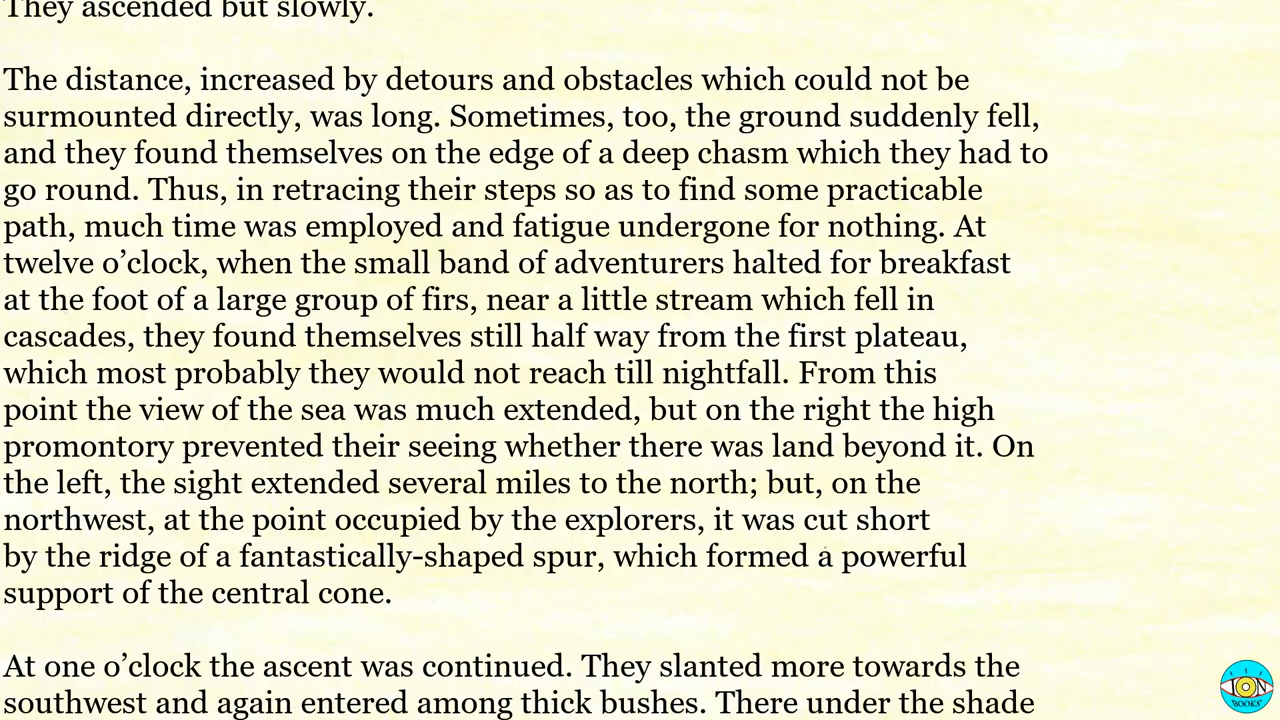 They ascended but slowly.
The distance, increased by detours and obstacles which could not be
surmounted directly, was long. Sometimes, too, the ground suddenly fell,
and they found themselves on the edge of a deep chasm which they had to
go round. Thus, in retracing their steps so as to find some practicable
path, much time was employed and fatigue undergone for nothing. At
twelve o’clock, when the small band of adventurers halted for breakfast
at the foot of a large group of firs, near a little stream which fell in
cascades, they found themselves still half way from the first plateau,
which most probably they would not reach till nightfall. From this
point the view of the sea was much extended, but on the right the high
promontory prevented their seeing whether there was land beyond it. On
the left, the sight extended several miles to the north; but, on the
northwest, at the point occupied by the explorers, it was cut short
by the ridge of a fantastically-shaped spur, which formed a powerful
support of the central cone.
At one o’clock the ascent was continued. They slanted more towards the
southwest and again entered among thick bushes. There under the shade
ION
BOOKS